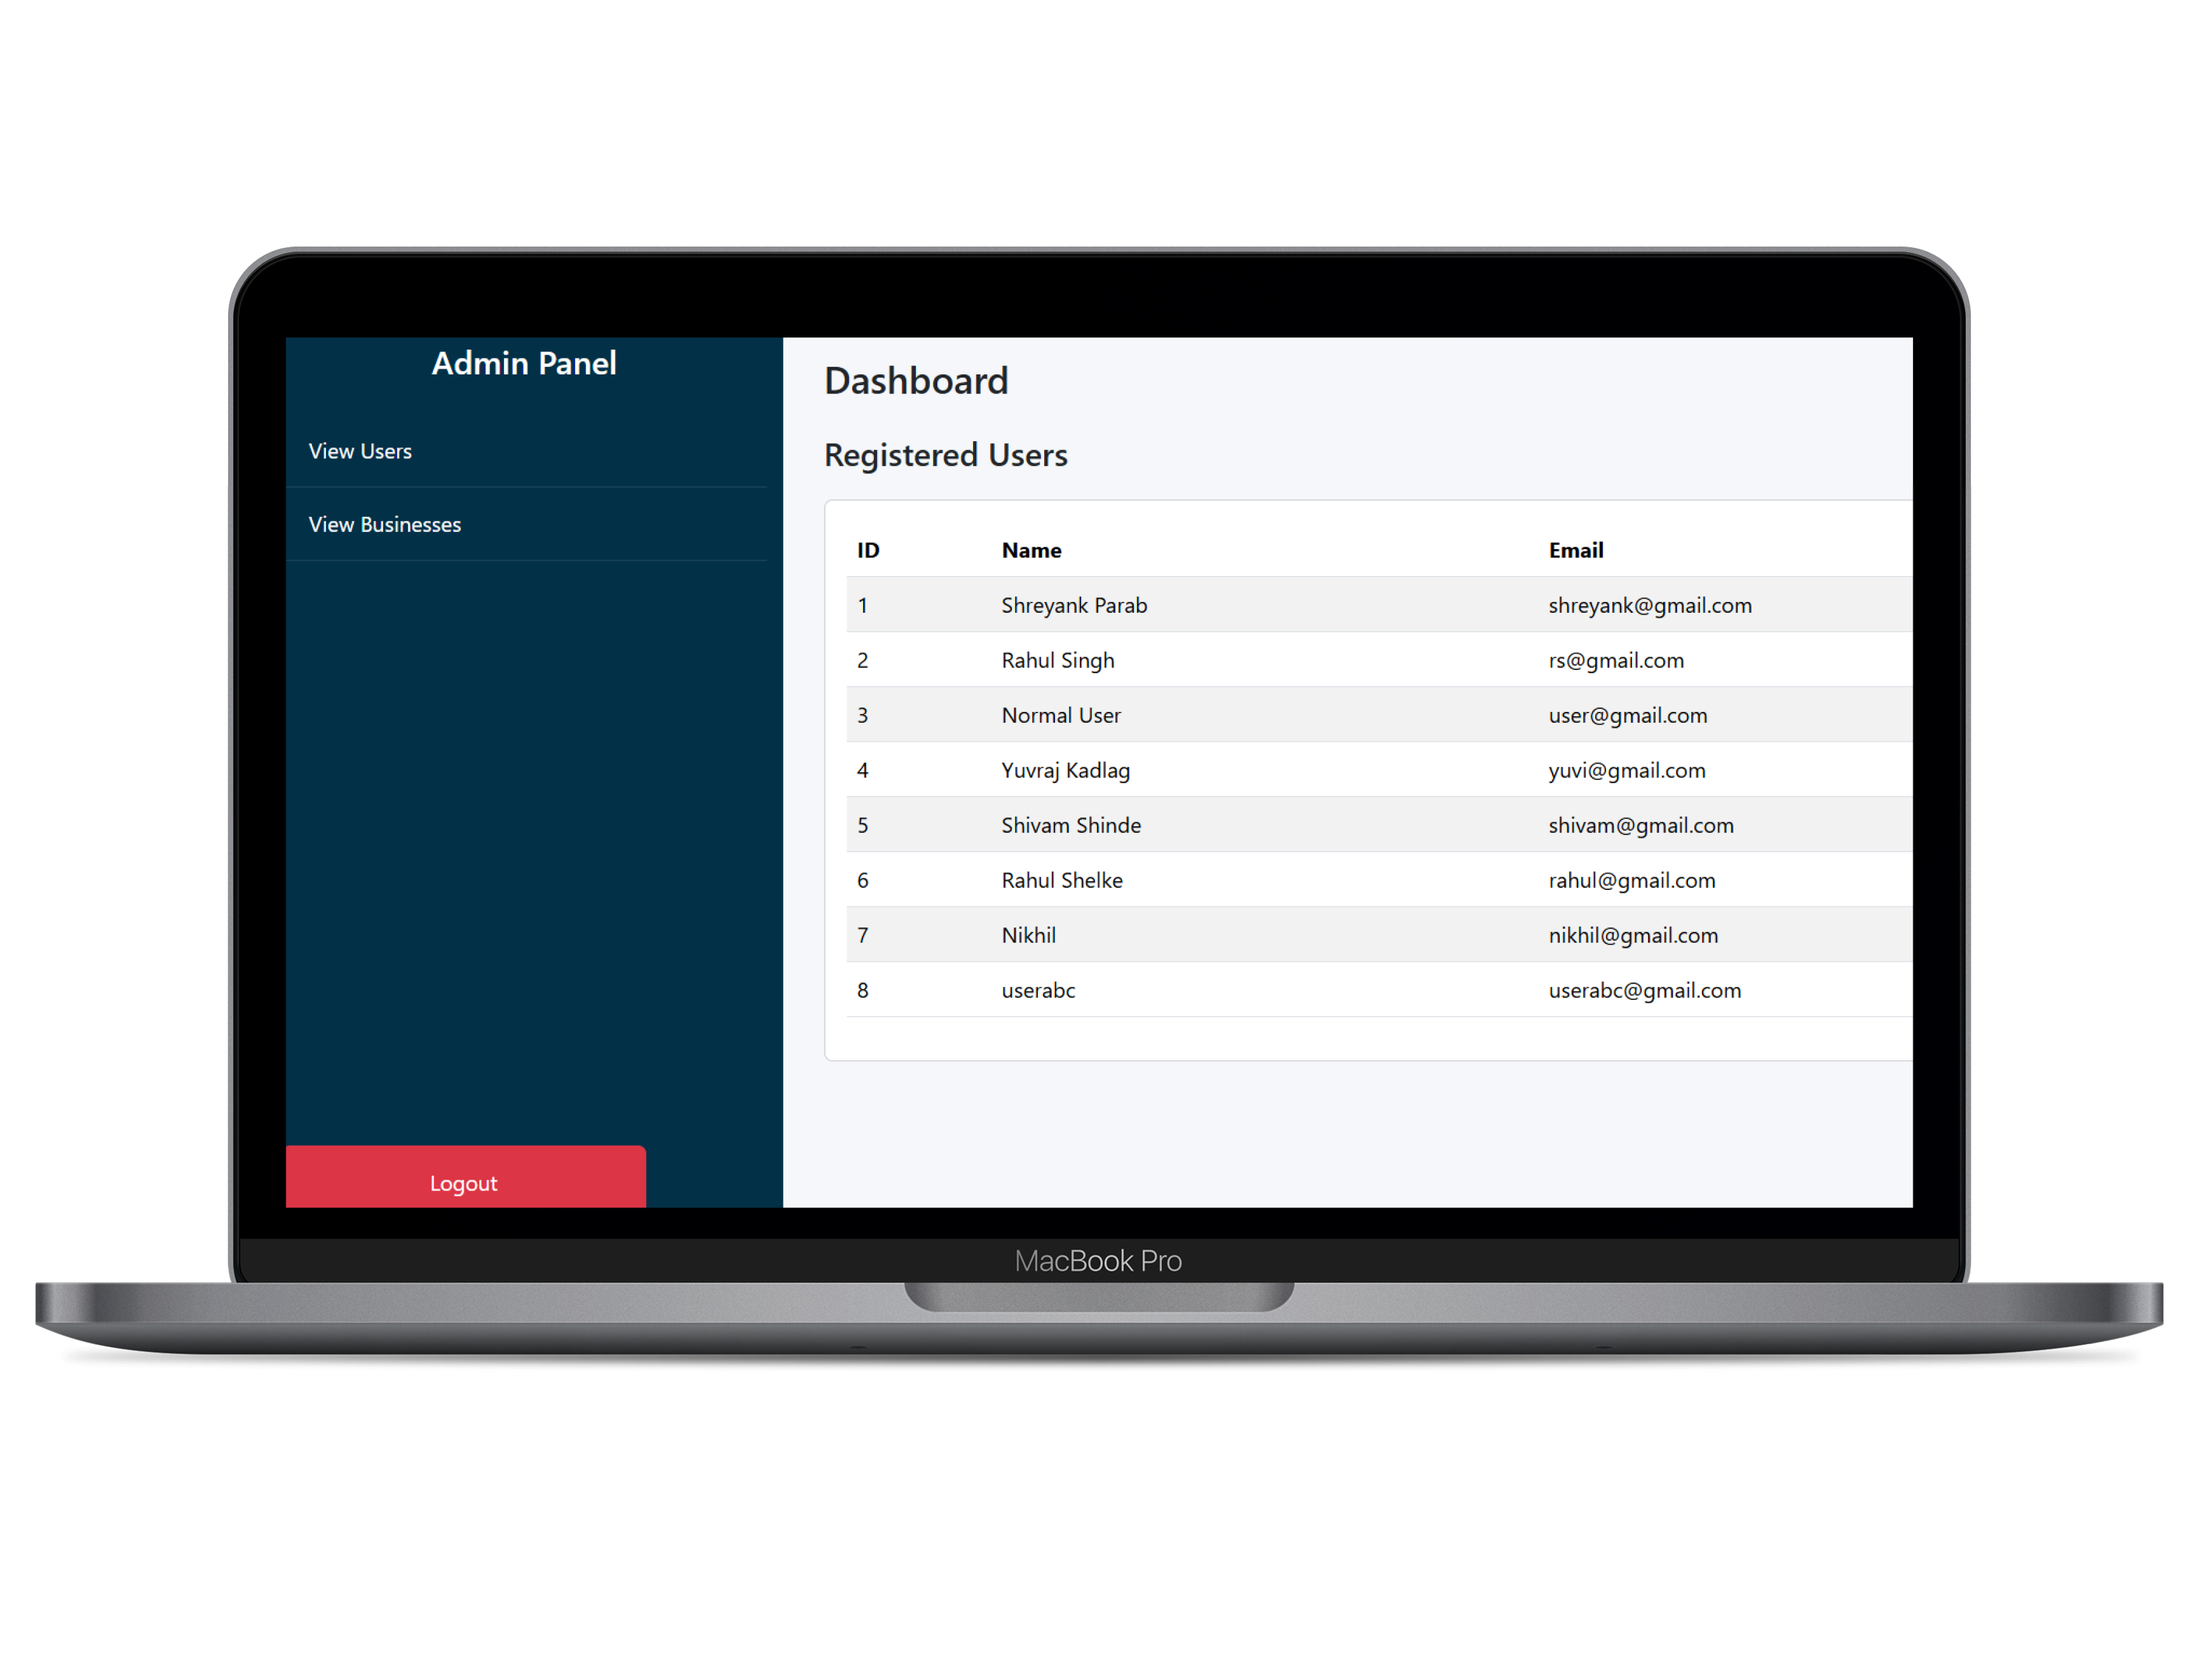 Admin Panel
View Users
View Businesses
Logout
Dashboard
Registered Users
ID Name Email
1 Shreyank Parab shreyank@gmail.com
2 Rahul Singh rs@gmail.com
3 Normal User user@gmail.com
4 Yuvraj Kadlag yuvi@gmail.com
5 Shivam Shinde shivam@gmail.com
6 Rahul Shelke rahul@gmail.com
7 Nikhil nikhil@gmail.com
8 userabc userabc@gmail.com
MacBook Pro